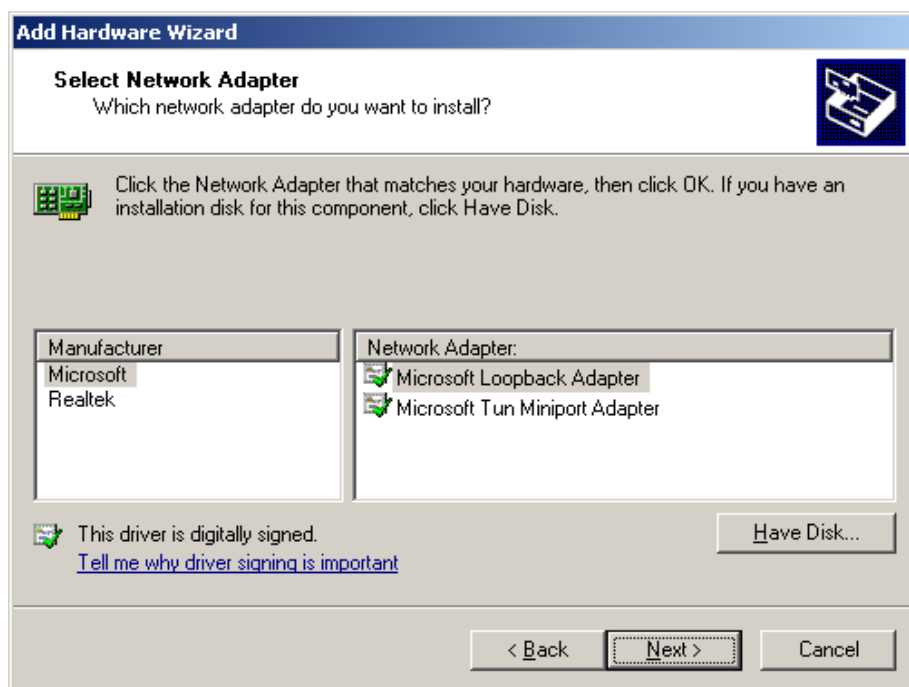 Add Hardware Wizard
Select Network Adapter
Which network adapter do you want to install?
Click the Network Adapter that matches your hardware, then click OK. If you have an
installation disk for this component, click Have Disk.
Manufacturer
Microsoft
Realtek
Network Adapter:
Microsoft Loopback Adapter
Microsoft Tun Miniport Adapter
This driver is digitally signed.
Tell me why driver signing is important
Have Disk...
< Back
Next >
Cancel